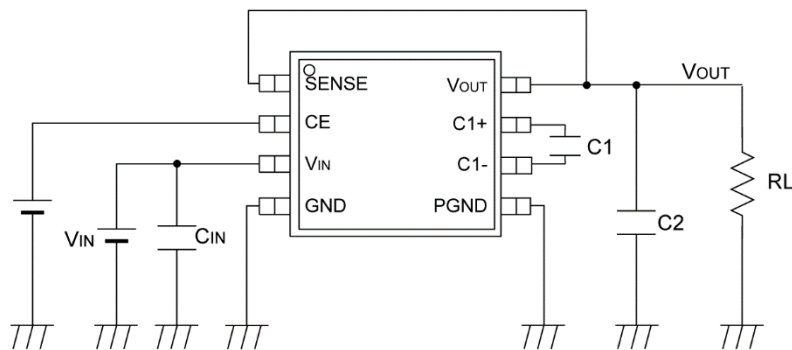 SENSE
VOUT
VOUT
CE
C1+
C1
VIN
C1-
RL
GND
PGND
C2
VIN
CIN